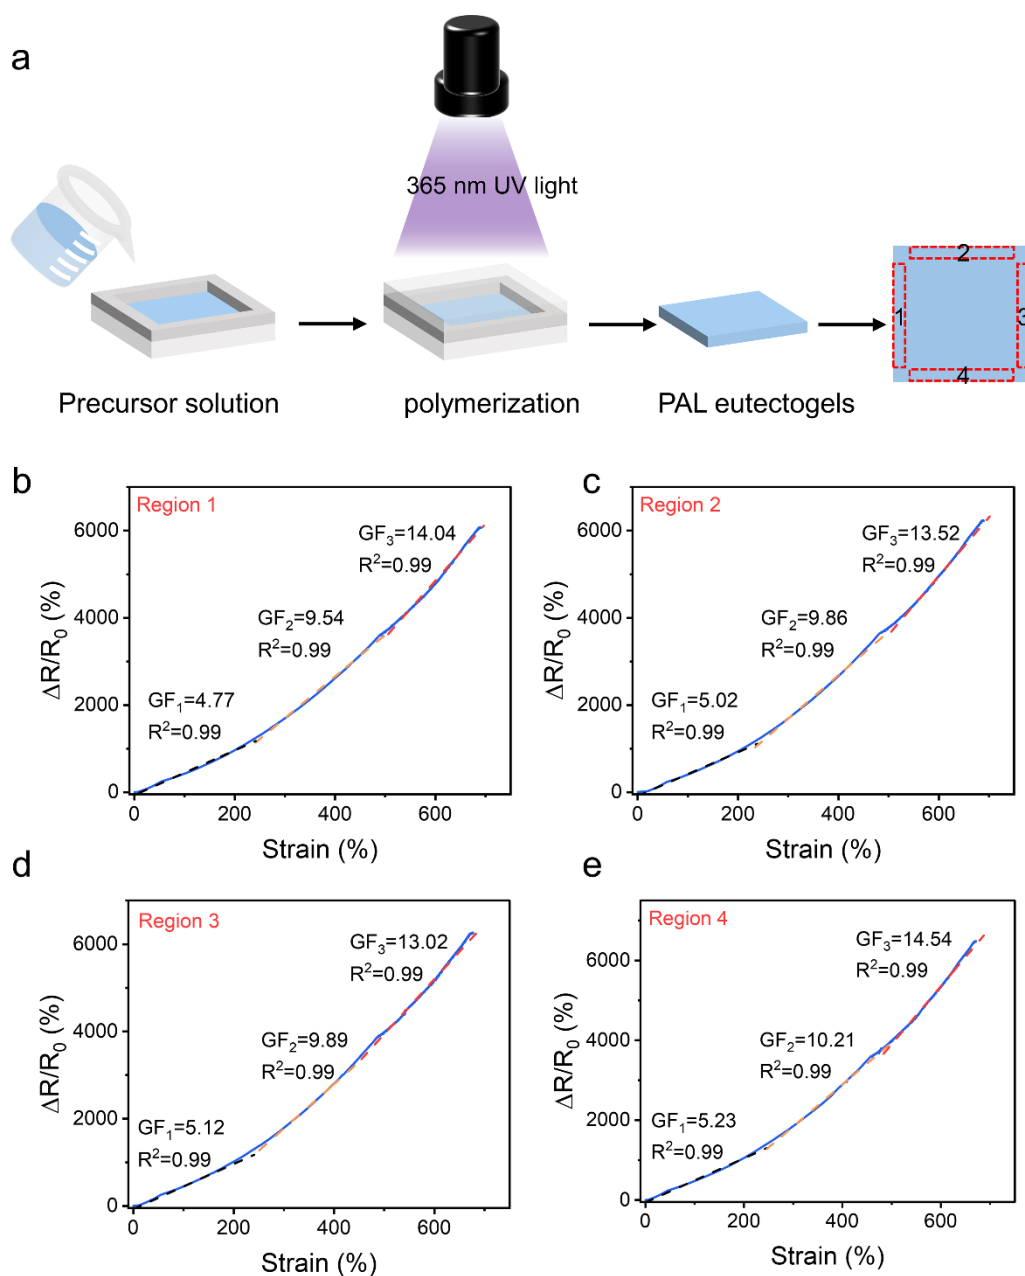 a
365 nm UV light
2
1
3
4
Precursor solution
polymerization
PAL eutectogels
b
Region 1
GF₃=14.04
R²=0.99
GF₂=9.54
R²=0.99
GF₁=4.77
R²=0.99
6000
4000
2000
0
0 200 400 600
ΔR/R₀ (%)
Strain (%)
c
Region 2
GF₃=13.52
R²=0.99
GF₂=9.86
R²=0.99
GF₁=5.02
R²=0.99
6000
4000
2000
0
0 200 400 600
ΔR/R₀ (%)
Strain (%)
d
Region 3
GF₃=13.02
R²=0.99
GF₂=9.89
R²=0.99
GF₁=5.12
R²=0.99
6000
4000
2000
0
0 200 400 600
ΔR/R₀ (%)
Strain (%)
e
Region 4
GF₃=14.54
R²=0.99
GF₂=10.21
R²=0.99
GF₁=5.23
R²=0.99
6000
4000
2000
0
0 200 400 600
ΔR/R₀ (%)
Strain (%)